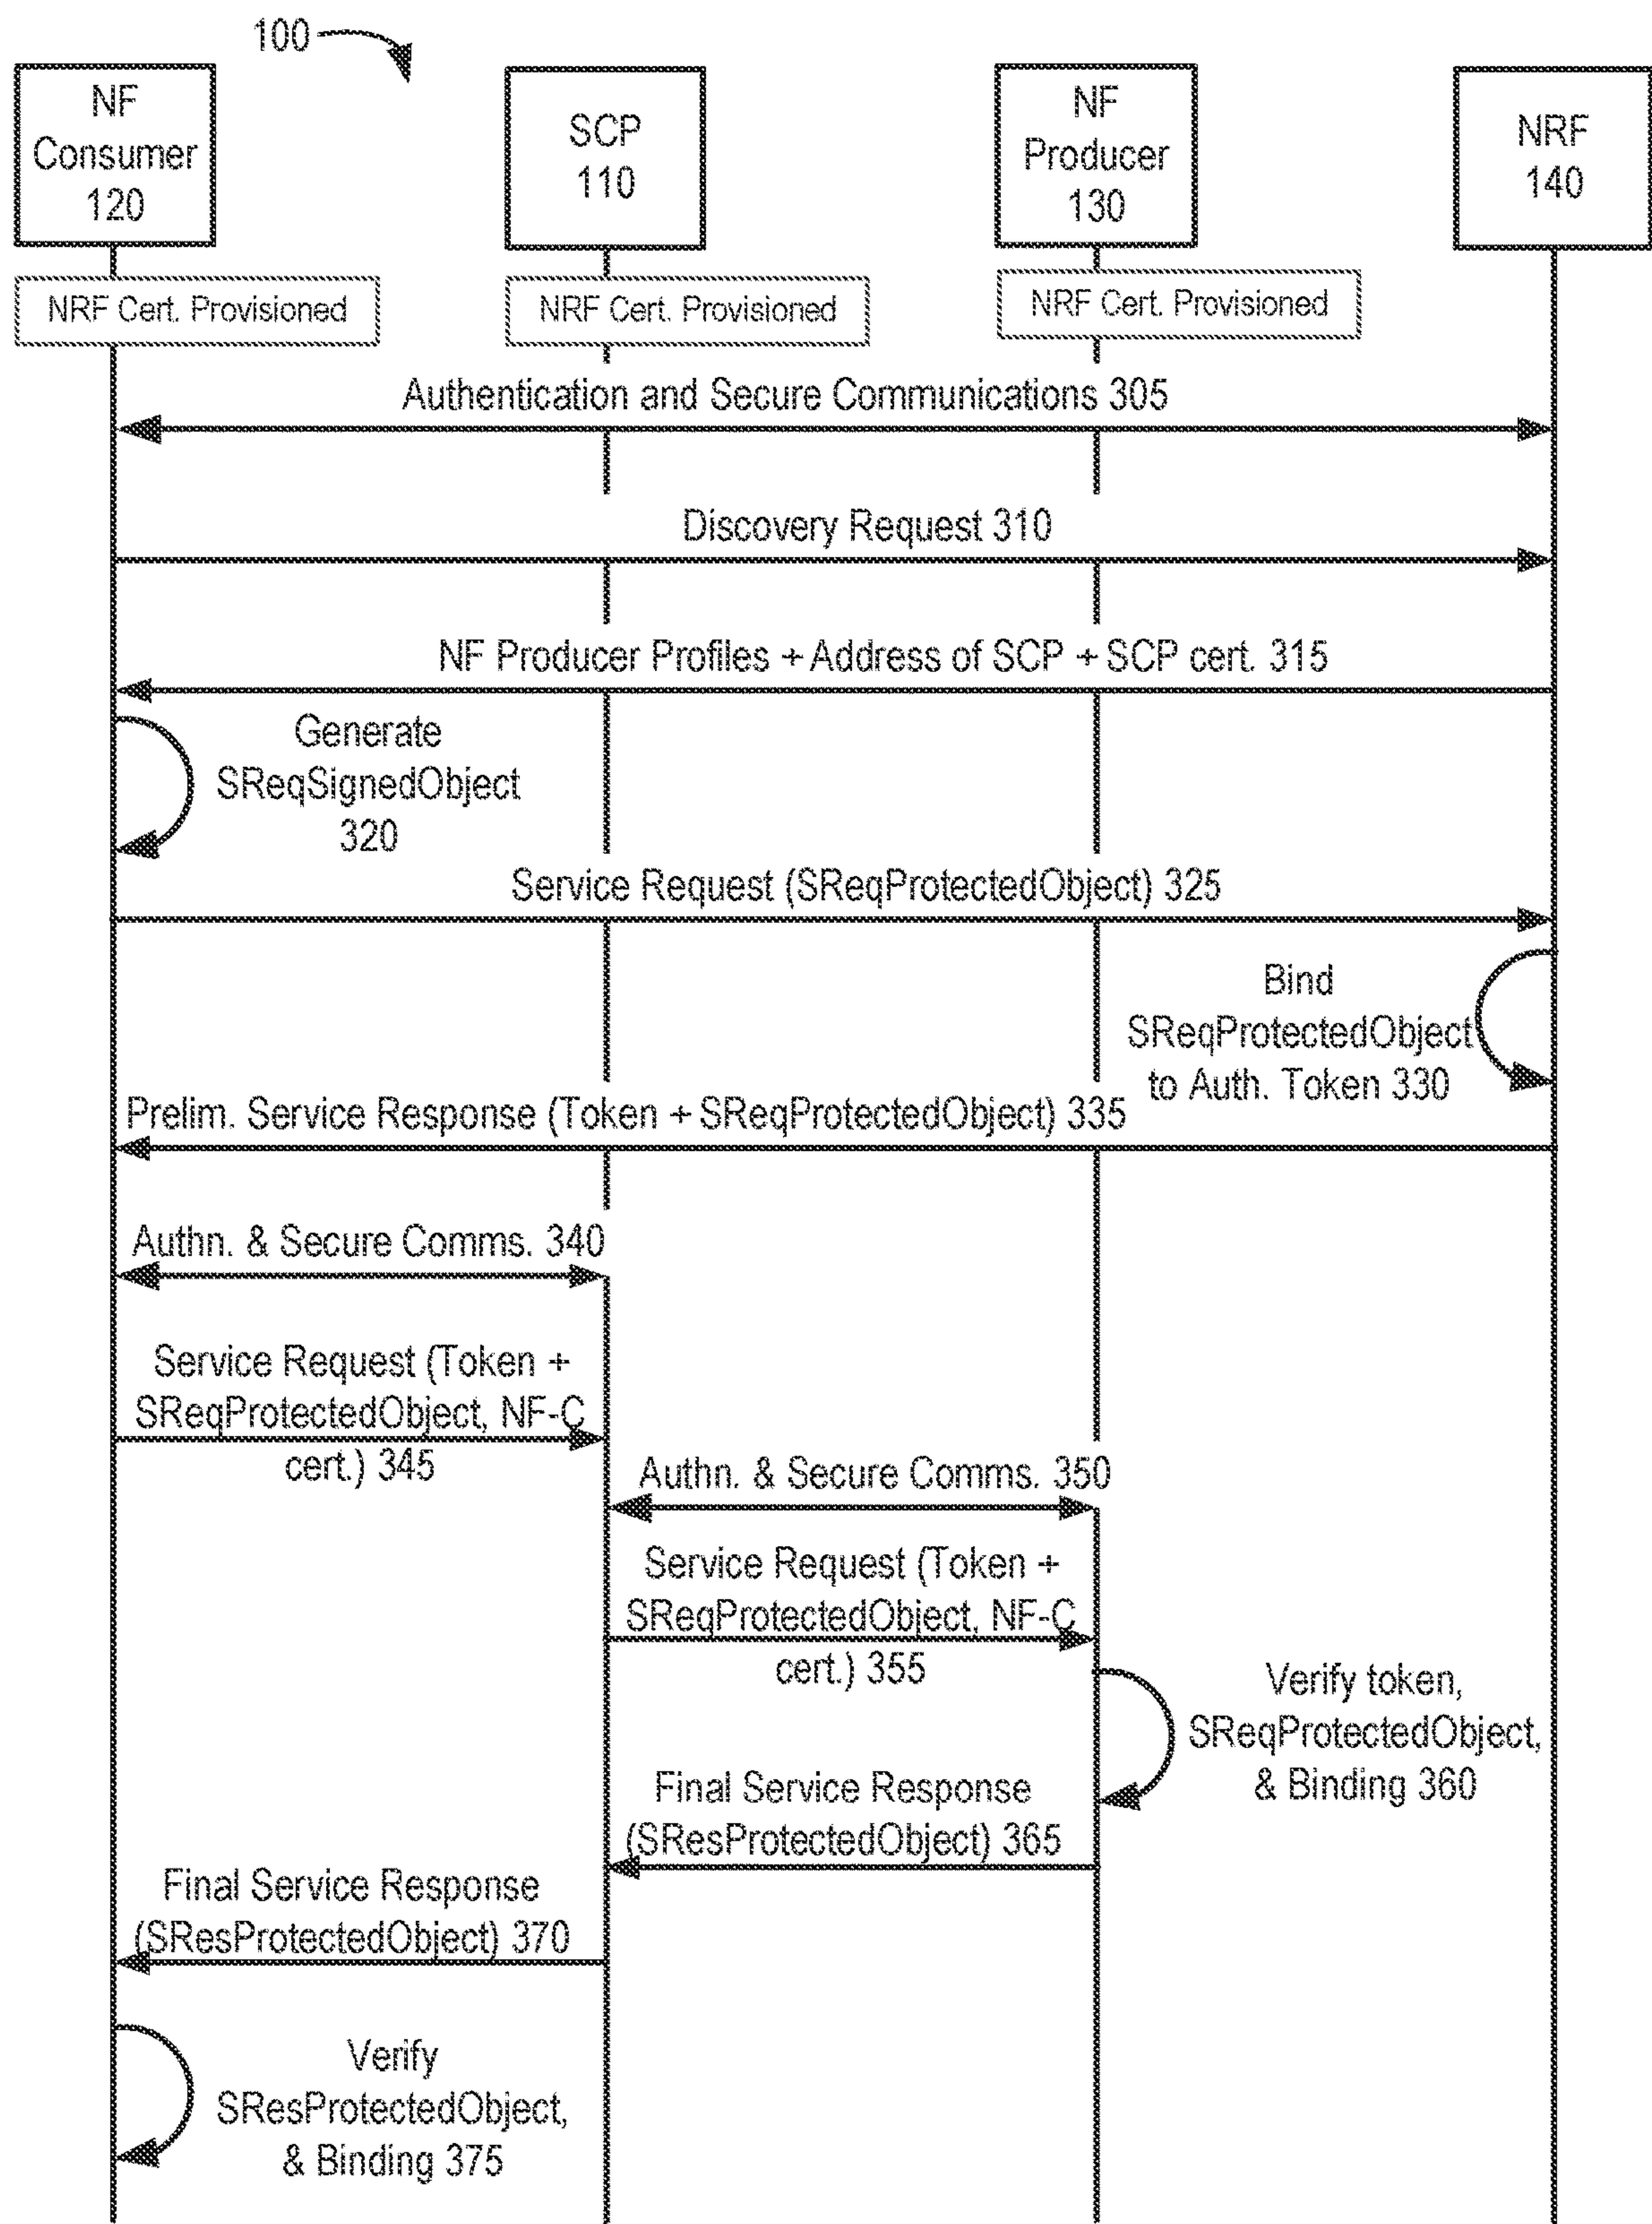 100
NF
Consumer
120
SCP
110
NF
Producer
130
NRF
140
NRF Cert. Provisioned
NRF Cert. Provisioned
NRF Cert. Provisioned
Authentication and Secure Communications 305
Discovery Request 310
NF Producer Profiles + Address of SCP + SCP cert. 315
Generate
SReqSignedObject
320
Service Request (SReqProtectedObject) 325
Bind
SReqProtectedObject
to Auth. Token 330
Prelim. Service Response (Token + SReqProtectedObject) 335
Authn. & Secure Comms. 340
Service Request (Token +
SReqProtectedObject, NF-C
cert.) 345
Authn. & Secure Comms. 350
Service Request (Token +
SReqProtectedObject, NF-C
cert.) 355
Verify token,
SReqProtectedObject,
& Binding 360
Final Service Response
(SResProtectedObject) 365
Final Service Response
(SResProtectedObject) 370
Verify
SResProtectedObject,
& Binding 375